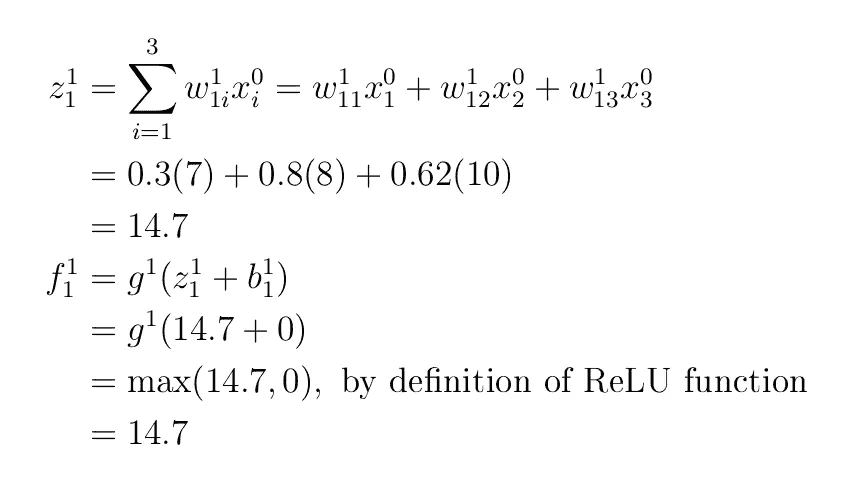 z_1^1 = \sum_{i=1}^{3} w_{1i}^1 x_i^0 = w_{11}^1 x_1^0 + w_{12}^1 x_2^0 + w_{13}^1 x_3^0
= 0.3(7) + 0.8(8) + 0.62(10)
= 14.7
f_1^1 = g^1(z_1^1 + b_1^1)
= g^1(14.7 + 0)
= max(14.7, 0), by definition of ReLU function
= 14.7